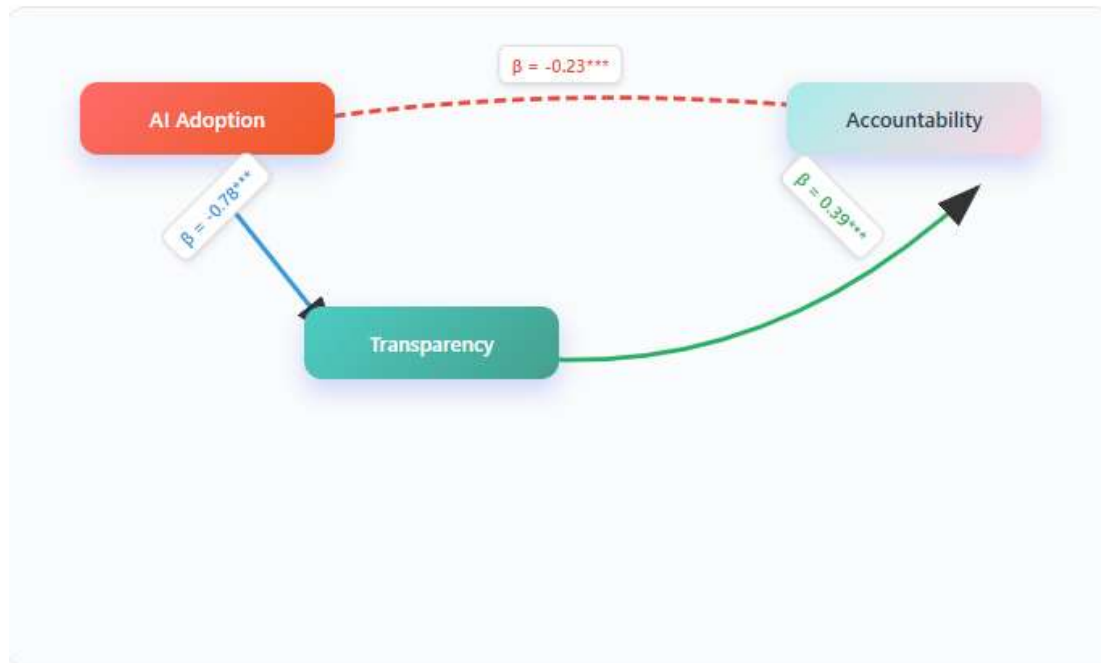 β = -0.23***
AI Adoption
Accountability
β = -0.78***
β = 0.39***
Transparency